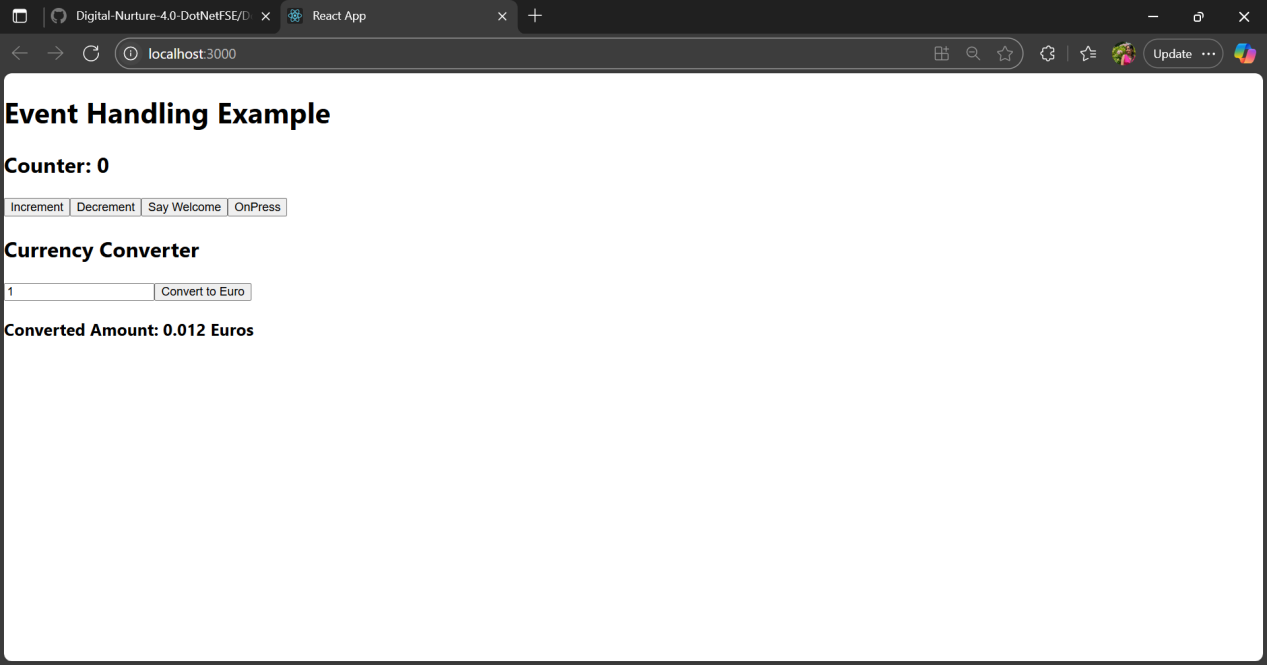 Digital-Nurture-4.0-DotNetFSE/D
React App
localhost:3000
Update
Event Handling Example
Counter: 0
Increment Decrement Say Welcome OnPress
Currency Converter
1 Convert to Euro
Converted Amount: 0.012 Euros